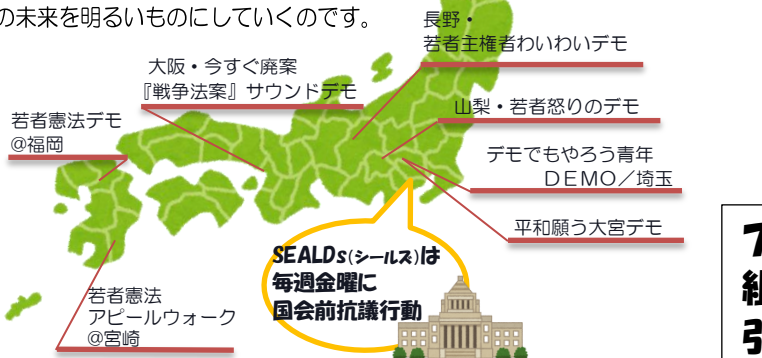 の未来を明るいものにしていくのです。
長野・
若者主権者わいわいデモ
大阪・今すぐ廃案
『戦争法案』サウンドデモ
山梨・若者怒りのデモ
若者憲法デモ
@福岡
デモでもやろう青年
DEMO/埼玉
平和願う大宮デモ
SEALDs(シールズ)は
毎週金曜に
国会前抗議行動
若者憲法
アピールウォーク
@宮崎
組
引